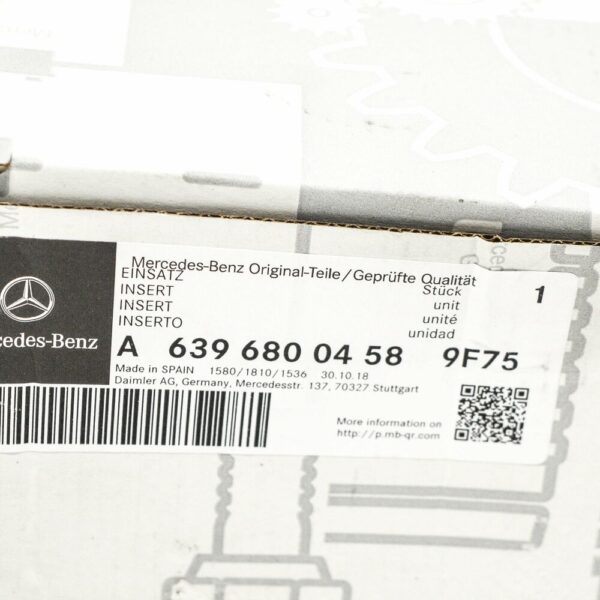 Mercedes-Benz Original-Teile/Geprüfte Qualität
EINSATZ Stück 1
INSERT unit
INSERT unité
INSERTO unidad
A 639 680 04 58 9F75
Made in SPAIN 1580/1810/1536 30.10.18
Daimler AG, Germany, Mercedesstr. 137, 70327 Stuttgart
More information on
http://p.mb-qr.com
cedes-Benz